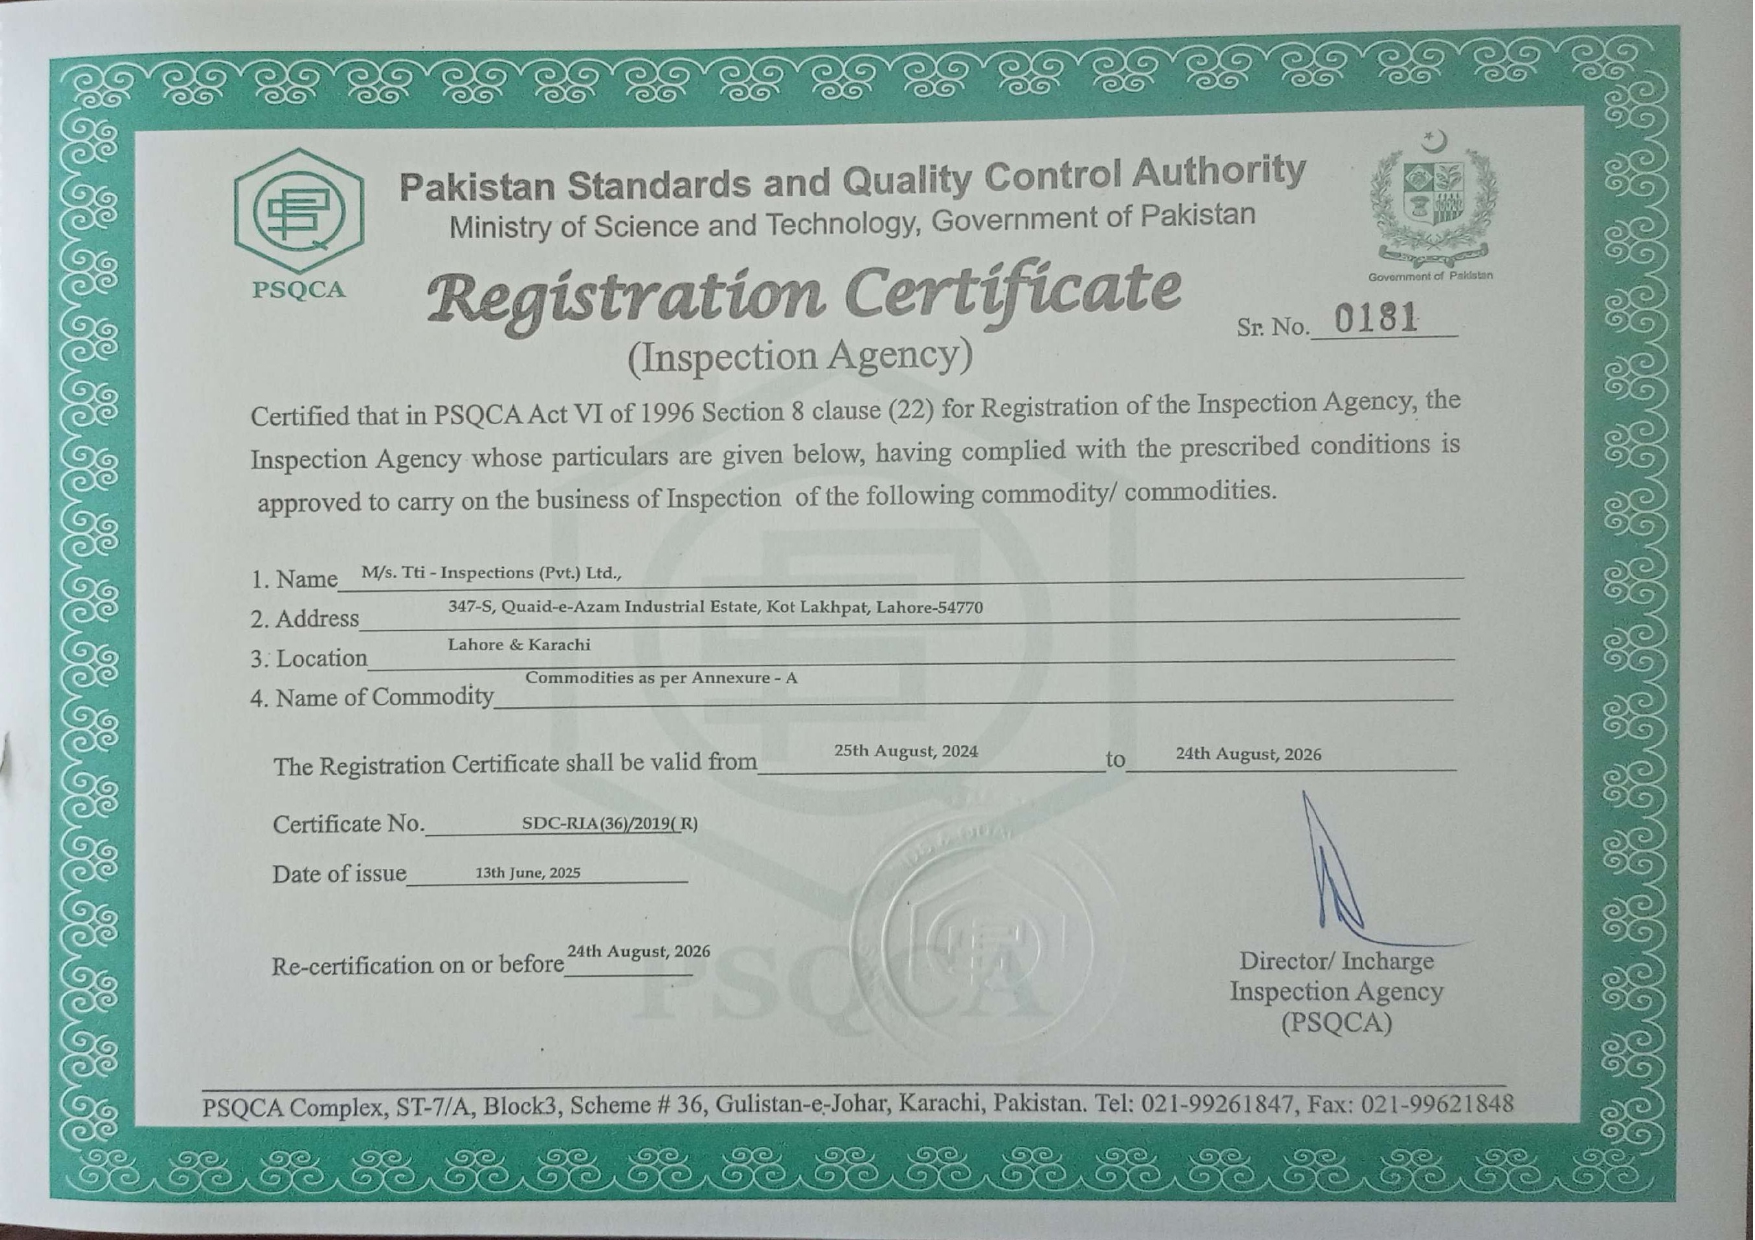 Pakistan Standards and Quality Control Authority
Ministry of Science and Technology, Government of Pakistan
PSQCA
Government of Pakistan
Registration Certificate
Sr. No. 0181
(Inspection Agency)
Certified that in PSQCA Act VI of 1996 Section 8 clause (22) for Registration of the Inspection Agency, the
Inspection Agency whose particulars are given below, having complied with the prescribed conditions is
approved to carry on the business of Inspection of the following commodity/ commodities.
1. Name M/s. Tti - Inspections (Pvt.) Ltd.,
2. Address 347-S, Quaid-e-Azam Industrial Estate, Kot Lakhpat, Lahore-54770
3. Location Lahore & Karachi
4. Name of Commodity Commodities as per Annexure - A
The Registration Certificate shall be valid from 25th August, 2024 to 24th August, 2026
Certificate No. SDC-RIA(36)/2019( R)
Date of issue 13th June, 2025
Re-certification on or before 24th August, 2026
PSQCA
Director/ Incharge
Inspection Agency
(PSQCA)
PSQCA Complex, ST-7/A, Block3, Scheme # 36, Gulistan-e-Johar, Karachi, Pakistan. Tel: 021-99261847, Fax: 021-99621848